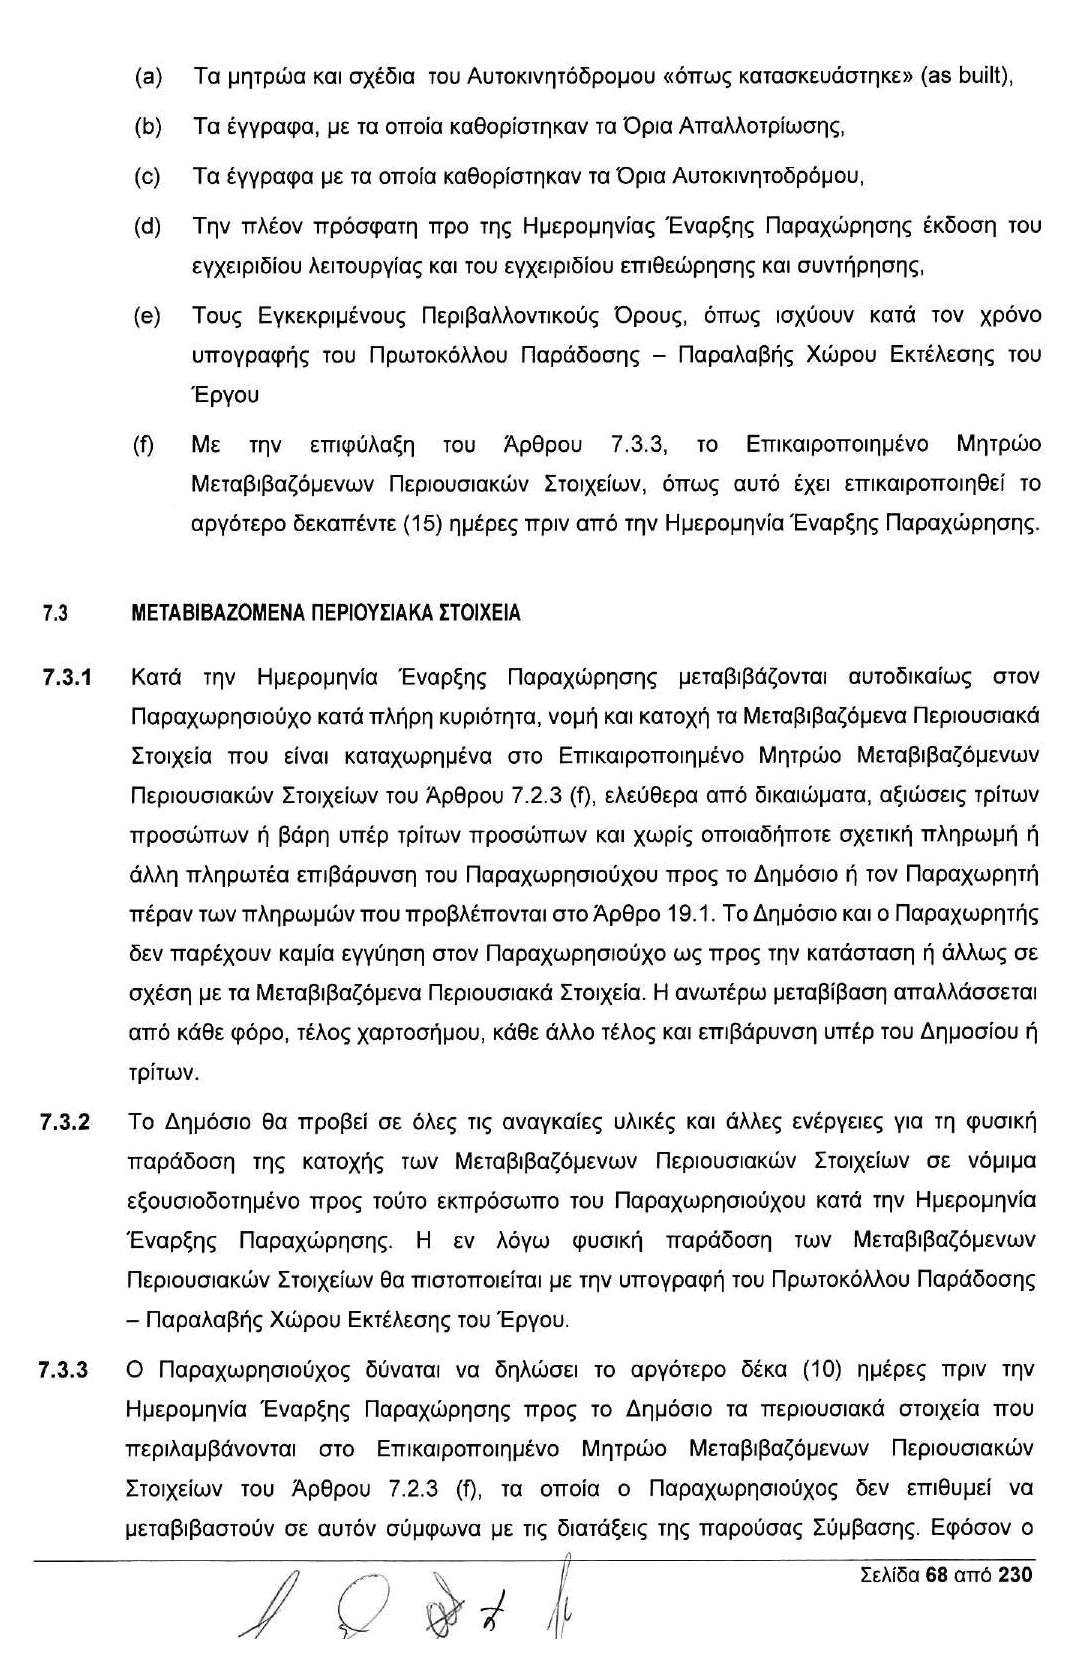 (a) Τα μητρώα και σχέδια του Αυτοκινητόδρομου «όπως κατασκευάστηκε» (as built),
(b) Τα έγγραφα, με τα οποία καθορίστηκαν τα Όρια Απαλλοτρίωσης,
(c) Τα έγγραφα με τα οποία καθορίστηκαν τα Όρια Αυτοκινητοδρόμου,
(d) Την πλέον πρόσφατη προ της Ημερομηνίας Έναρξης Παραχώρησης έκδοση του
εγχειριδίου λειτουργίας και του εγχειριδίου επιθεώρησης και συντήρησης,
(e) Τους Εγκεκριμένους Περιβαλλοντικούς Όρους, όπως ισχύουν κατά τον χρόνο
υπογραφής του Πρωτοκόλλου Παράδοσης – Παραλαβής Χώρου Εκτέλεσης του
Έργου
(f) Με την επιφύλαξη του Άρθρου 7.3.3, το Επικαιροποιημένο Μητρώο
Μεταβιβαζόμενων Περιουσιακών Στοιχείων, όπως αυτό έχει επικαιροποιηθεί το
αργότερο δεκαπέντε (15) ημέρες πριν από την Ημερομηνία Έναρξης Παραχώρησης.
7.3 ΜΕΤΑΒΙΒΑΖΟΜΕΝΑ ΠΕΡΙΟΥΣΙΑΚΑ ΣΤΟΙΧΕΙΑ
7.3.1 Κατά την Ημερομηνία Έναρξης Παραχώρησης μεταβιβάζονται αυτοδικαίως στον
Παραχωρησιούχο κατά πλήρη κυριότητα, νομή και κατοχή τα Μεταβιβαζόμενα Περιουσιακά
Στοιχεία που είναι καταχωρημένα στο Επικαιροποιημένο Μητρώο Μεταβιβαζόμενων
Περιουσιακών Στοιχείων του Άρθρου 7.2.3 (f), ελεύθερα από δικαιώματα, αξιώσεις τρίτων
προσώπων ή βάρη υπέρ τρίτων προσώπων και χωρίς οποιαδήποτε σχετική πληρωμή ή
άλλη πληρωτέα επιβάρυνση του Παραχωρησιούχου προς το Δημόσιο ή τον Παραχωρητή
πέραν των πληρωμών που προβλέπονται στο Άρθρο 19.1. Το Δημόσιο και ο Παραχωρητής
δεν παρέχουν καμία εγγύηση στον Παραχωρησιούχο ως προς την κατάσταση ή άλλως σε
σχέση με τα Μεταβιβαζόμενα Περιουσιακά Στοιχεία. Η ανωτέρω μεταβίβαση απαλλάσσεται
από κάθε φόρο, τέλος χαρτοσήμου, κάθε άλλο τέλος και επιβάρυνση υπέρ του Δημοσίου ή
τρίτων.
7.3.2 Το Δημόσιο θα προβεί σε όλες τις αναγκαίες υλικές και άλλες ενέργειες για τη φυσική
παράδοση της κατοχής των Μεταβιβαζόμενων Περιουσιακών Στοιχείων σε νόμιμα
εξουσιοδοτημένο προς τούτο εκπρόσωπο του Παραχωρησιούχου κατά την Ημερομηνία
Έναρξης Παραχώρησης. Η εν λόγω φυσική παράδοση των Μεταβιβαζόμενων
Περιουσιακών Στοιχείων θα πιστοποιείται με την υπογραφή του Πρωτοκόλλου Παράδοσης
– Παραλαβής Χώρου Εκτέλεσης του Έργου.
7.3.3 Ο Παραχωρησιούχος δύναται να δηλώσει το αργότερο δέκα (10) ημέρες πριν την
Ημερομηνία Έναρξης Παραχώρησης προς το Δημόσιο τα περιουσιακά στοιχεία που
περιλαμβάνονται στο Επικαιροποιημένο Μητρώο Μεταβιβαζόμενων Περιουσιακών
Στοιχείων του Άρθρου 7.2.3 (f), τα οποία ο Παραχωρησιούχος δεν επιθυμεί να
μεταβιβαστούν σε αυτόν σύμφωνα με τις διατάξεις της παρούσας Σύμβασης. Εφόσον ο
Σελίδα 68 από 230